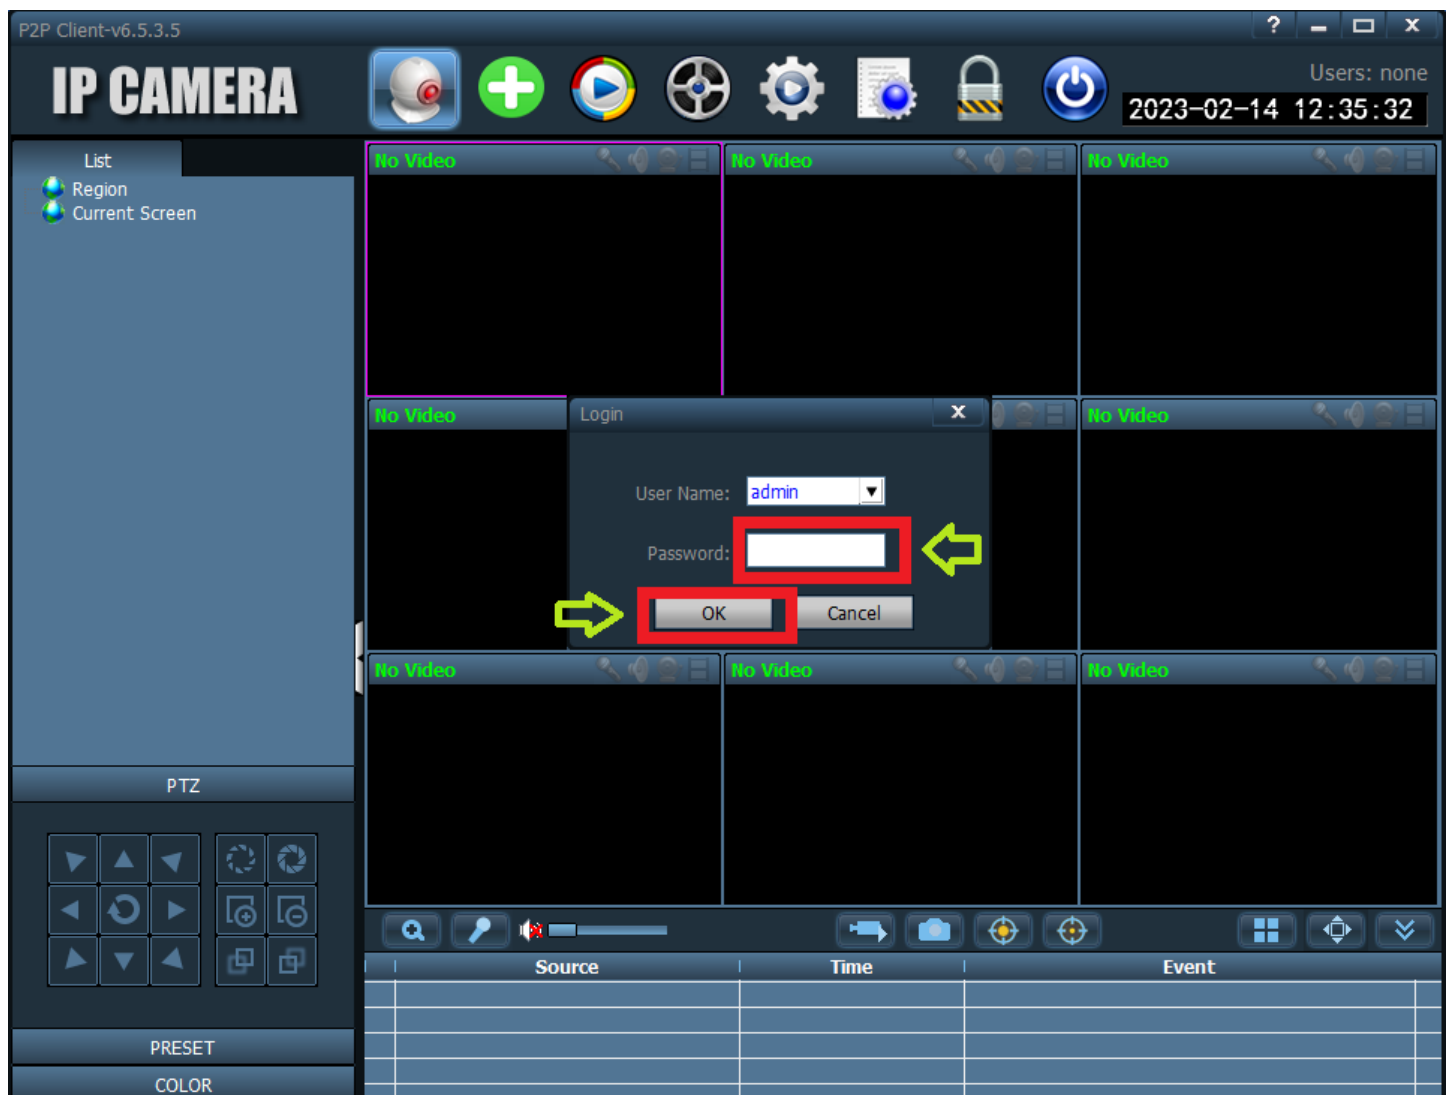 P2P Client-v6.5.3.5
IP CAMERA
Users: none
2023-02-14 12:35:32
List
Region
Current Screen
No Video
No Video
No Video
No Video
No Video
Login
User Name: admin
Password:
OK Cancel
No Video
No Video
No Video
PTZ
Source Time Event
PRESET
COLOR